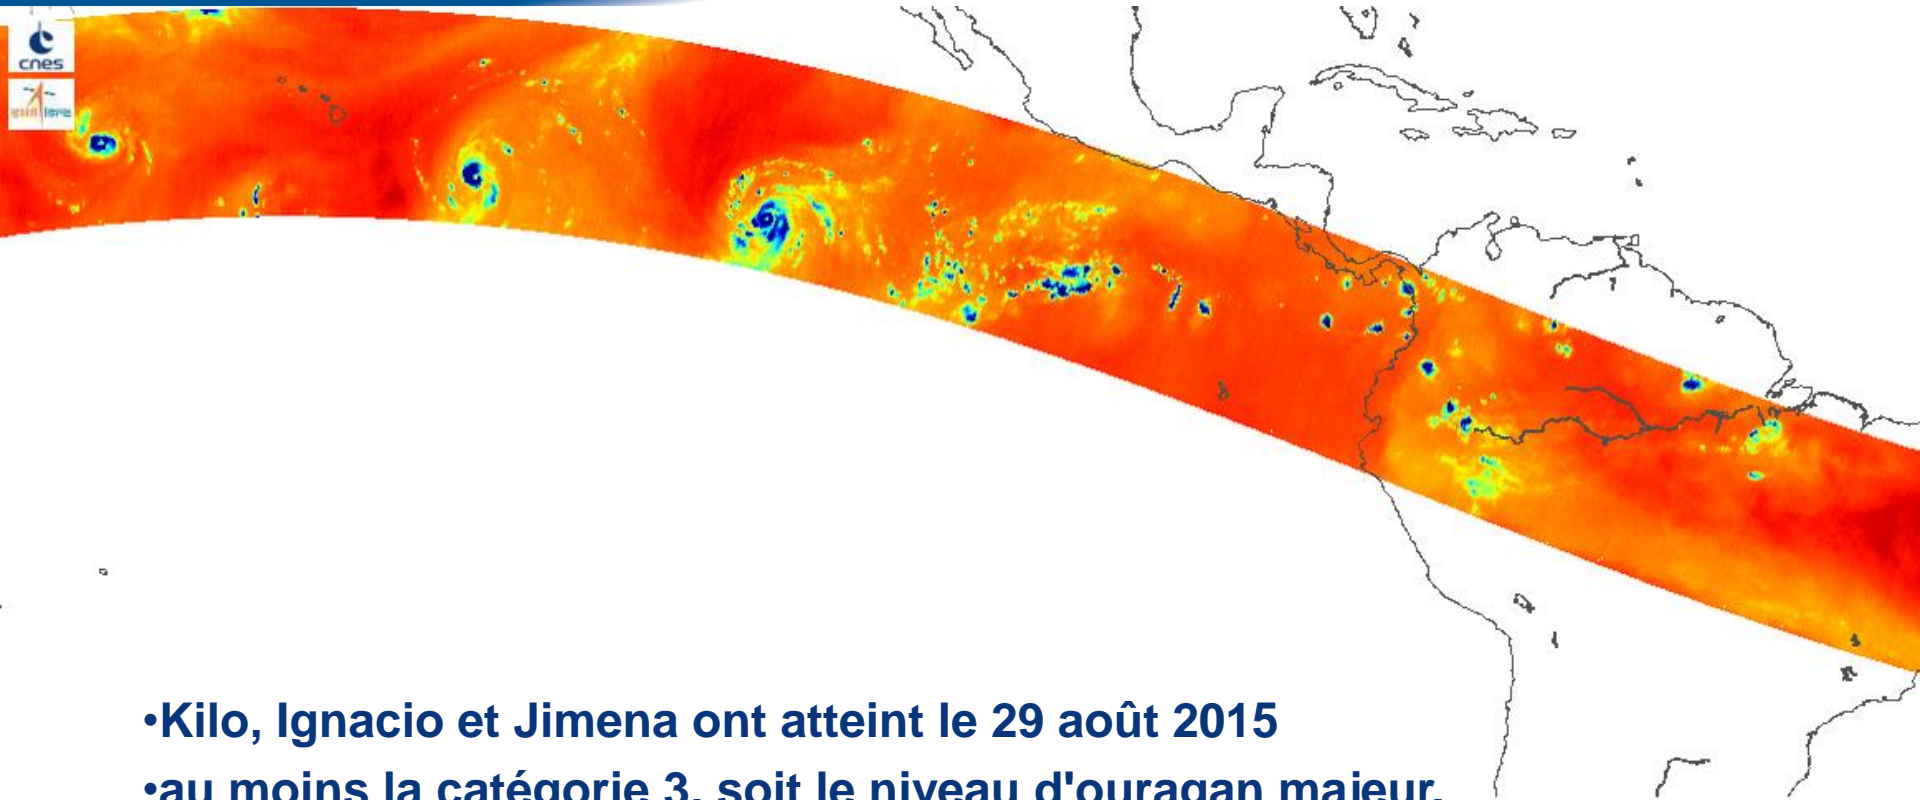 cnes
•Kilo, Ignacio et Jimena ont atteint le 29 août 2015
•au moins la catégorie 3, soit le niveau d'ouragan majeur.